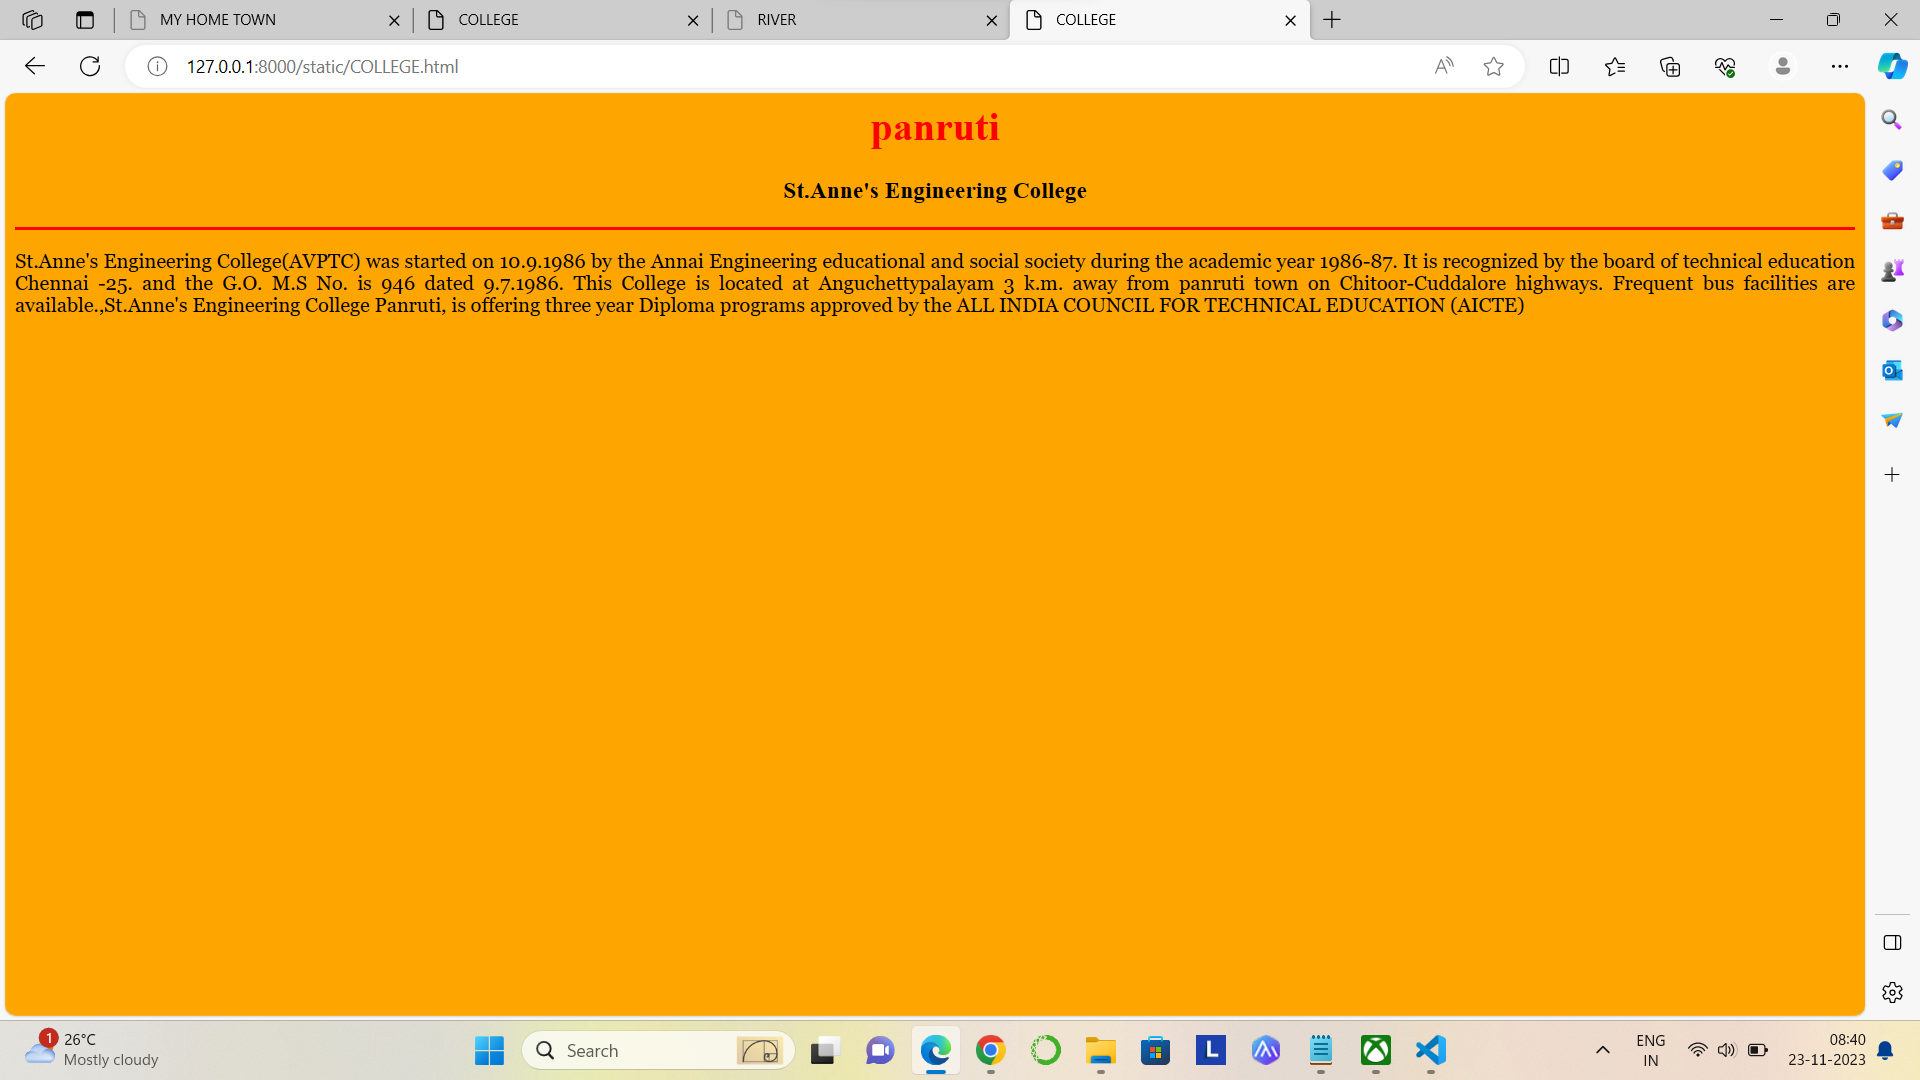 MY HOME TOWN
COLLEGE
RIVER
COLLEGE
127.0.0.1:8000/static/COLLEGE.html
panruti
St.Anne's Engineering College
St.Anne's Engineering College(AVPTC) was started on 10.9.1986 by the Annai Engineering educational and social society during the academic year 1986-87. It is recognized by the board of technical education
Chennai -25. and the G.O. M.S No. is 946 dated 9.7.1986. This College is located at Anguchettypalayam 3 k.m. away from panruti town on Chitoor-Cuddalore highways. Frequent bus facilities are
available.,St.Anne's Engineering College Panruti, is offering three year Diploma programs approved by the ALL INDIA COUNCIL FOR TECHNICAL EDUCATION (AICTE)
1
26°C
Mostly cloudy
Search
L
ENG
IN
08:40
23-11-2023